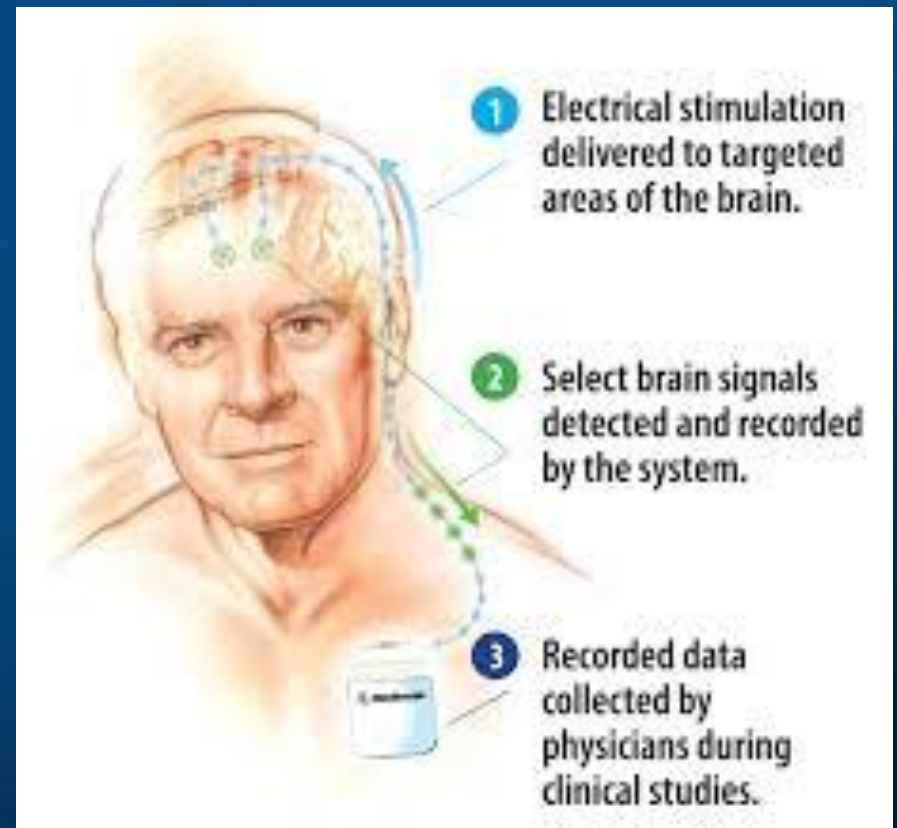 1 Electrical stimulation
delivered to targeted
areas of the brain.
2 Select brain signals
detected and recorded
by the system.
3 Recorded data
collected by
physicians during
clinical studies.